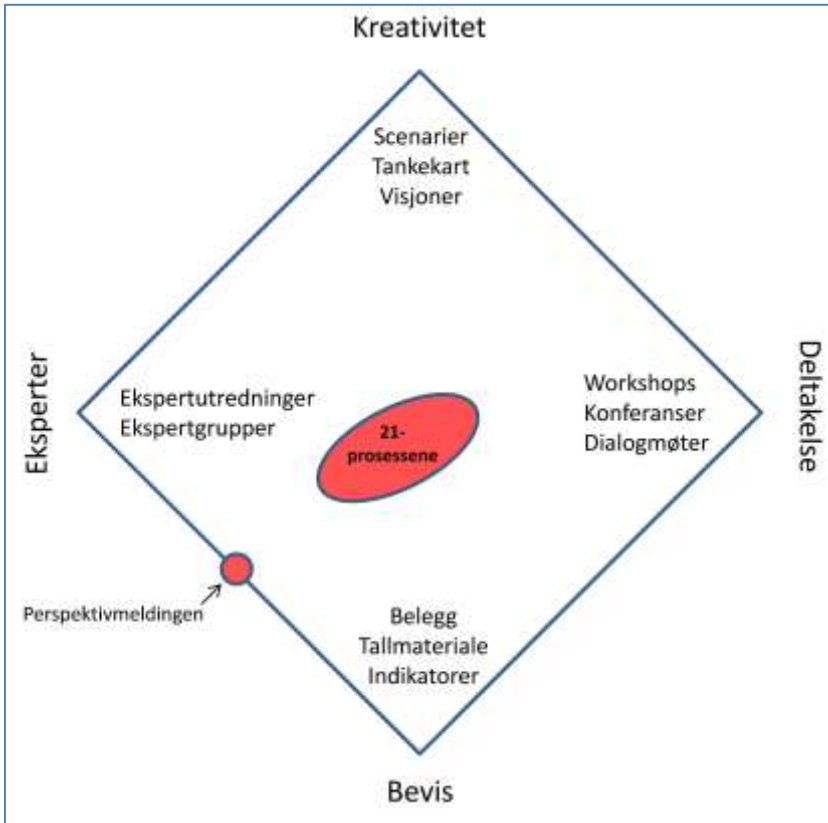 Kreativitet
Scenarier
Tankekart
Visjoner
Eksperter
Ekspertutredninger
Ekspertgrupper
21-
prosessene
Workshops
Konferanser
Dialogmøter
Deltakelse
Perspektivmeldingen
Belegg
Tallmateriale
Indikatorer
Bevis